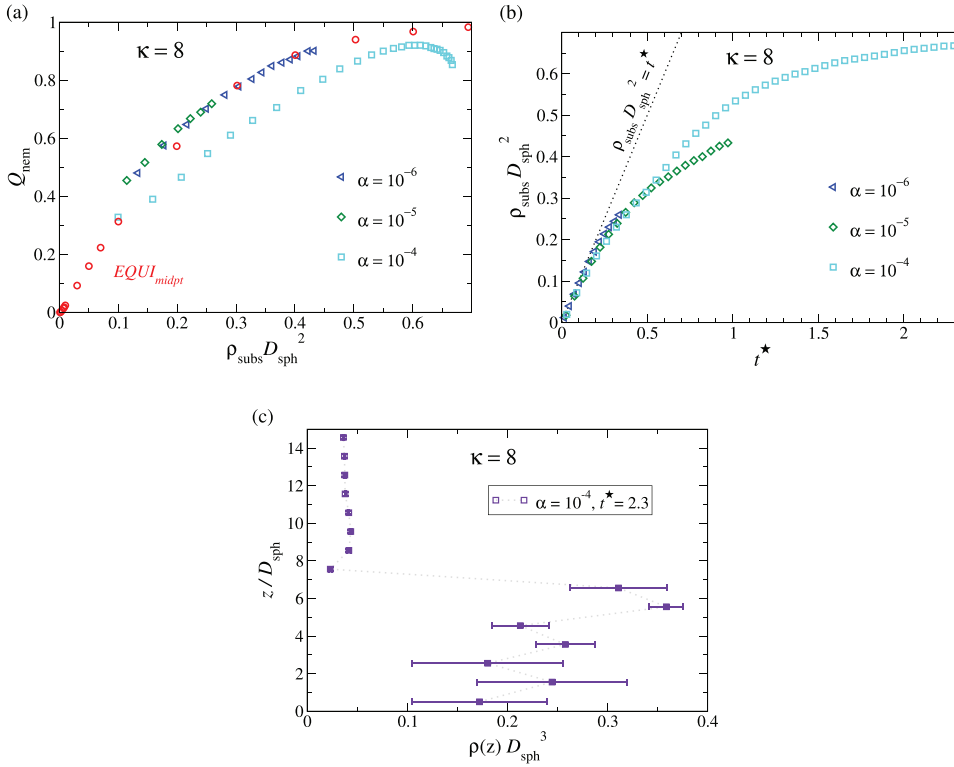 (a)
κ = 8
1
0.8
0.6
0.4
0.2
0
Q_nem
α = 10^-6
α = 10^-5
α = 10^-4
EQUI_midpt
0 0.1 0.2 0.3 0.4 0.5 0.6 0.7
ρ_subs D_sph^2
(b)
κ = 8
0.6
0.5
0.4
0.3
0.2
0.1
0
ρ_subs D_sph^2
ρ_subs D_sph^2 = t★
α = 10^-6
α = 10^-5
α = 10^-4
0 0.5 1 1.5 2
t★
(c)
κ = 8
14
12
10
8
6
4
2
0
z / D_sph
α = 10^-4, t★ = 2.3
0 0.1 0.2 0.3 0.4
ρ(z) D_sph^3